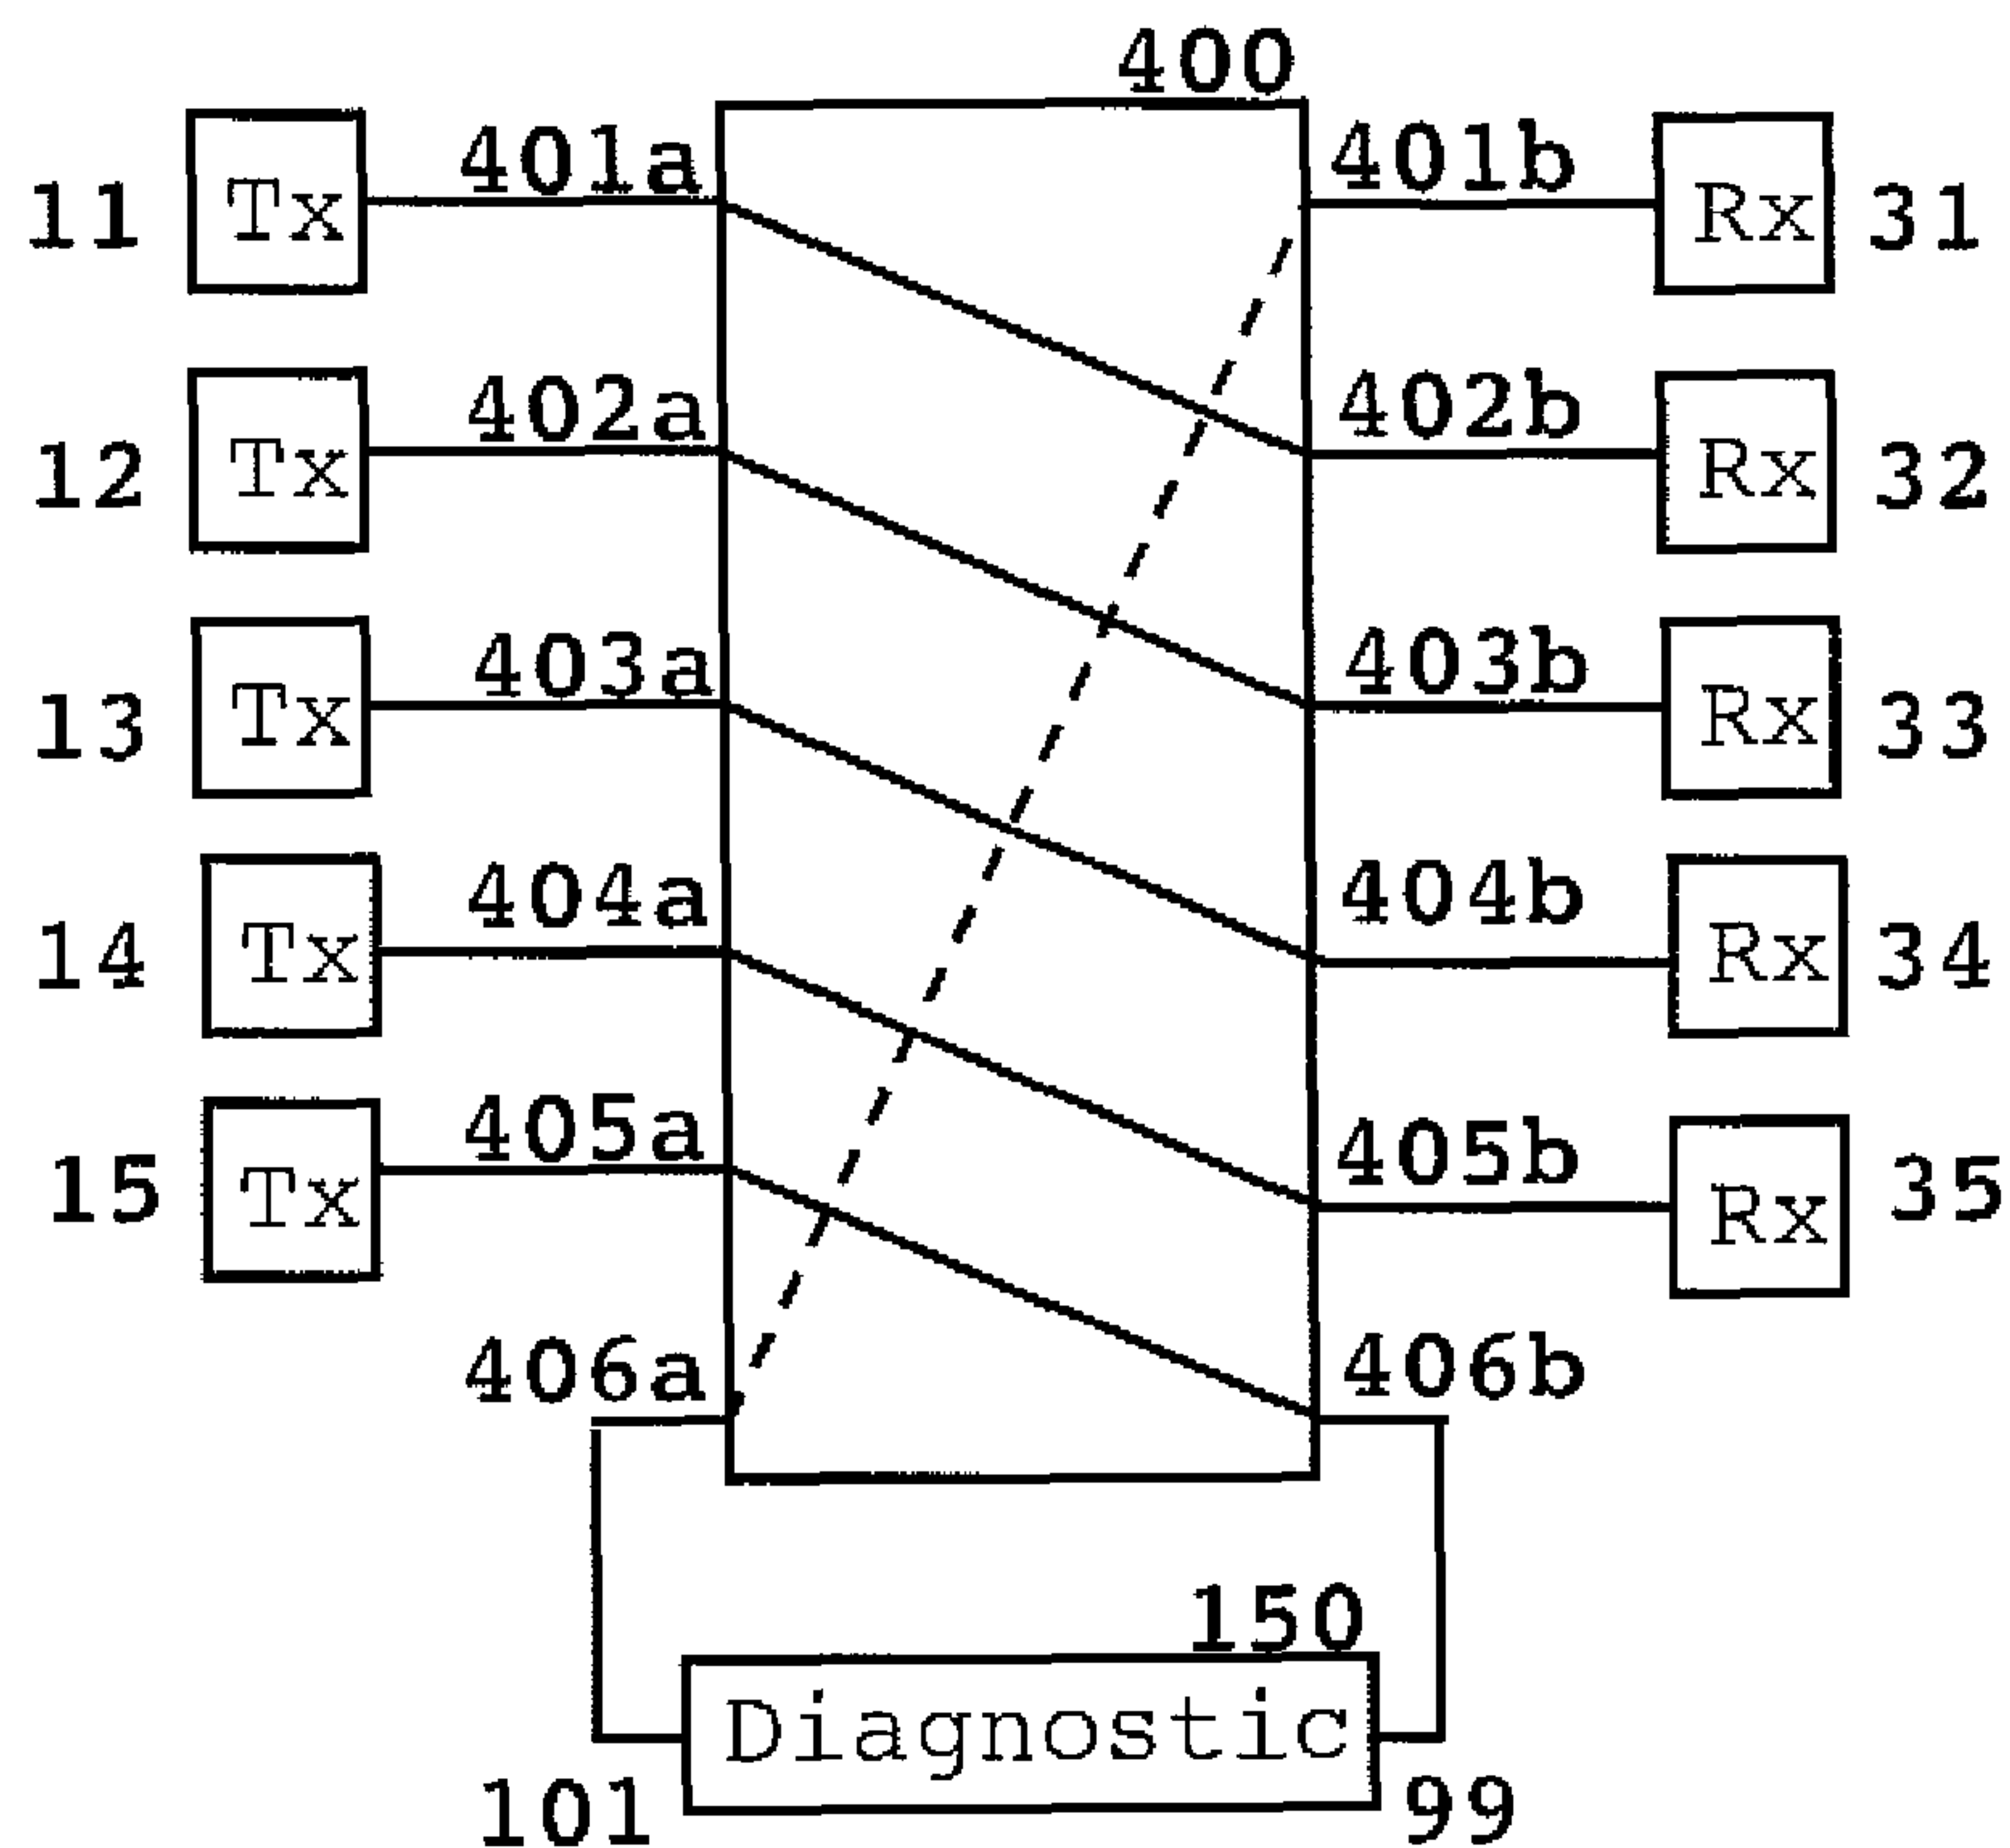 400
401a 401b
11 Tx Rx 31
402a 402b
12 Tx Rx 32
403a 403b
13 Tx Rx 33
404a 404b
14 Tx Rx 34
405a 405b
15 Tx Rx 35
406a 406b
150
Diagnostic
101 99